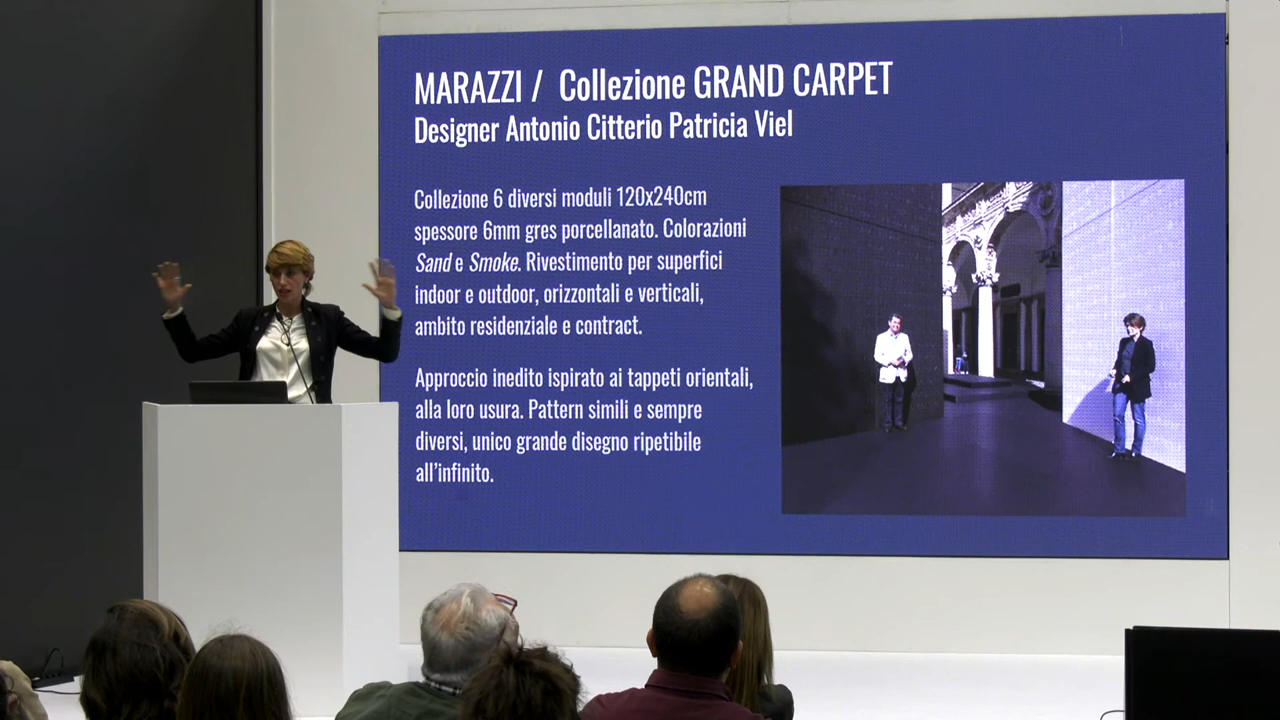 MARAZZI / Collezione GRAND CARPET
Designer Antonio Citterio Patricia Viel
Collezione 6 diversi moduli 120x240cm
spessore 6mm gres porcellanato. Colorazioni
Sand e Smoke. Rivestimento per superfici
indoor e outdoor, orizzontali e verticali,
ambito residenziale e contract.
Approccio inedito ispirato ai tappeti orientali,
alla loro usura. Pattern simili e sempre
diversi, unico grande disegno ripetibile
all'infinito.